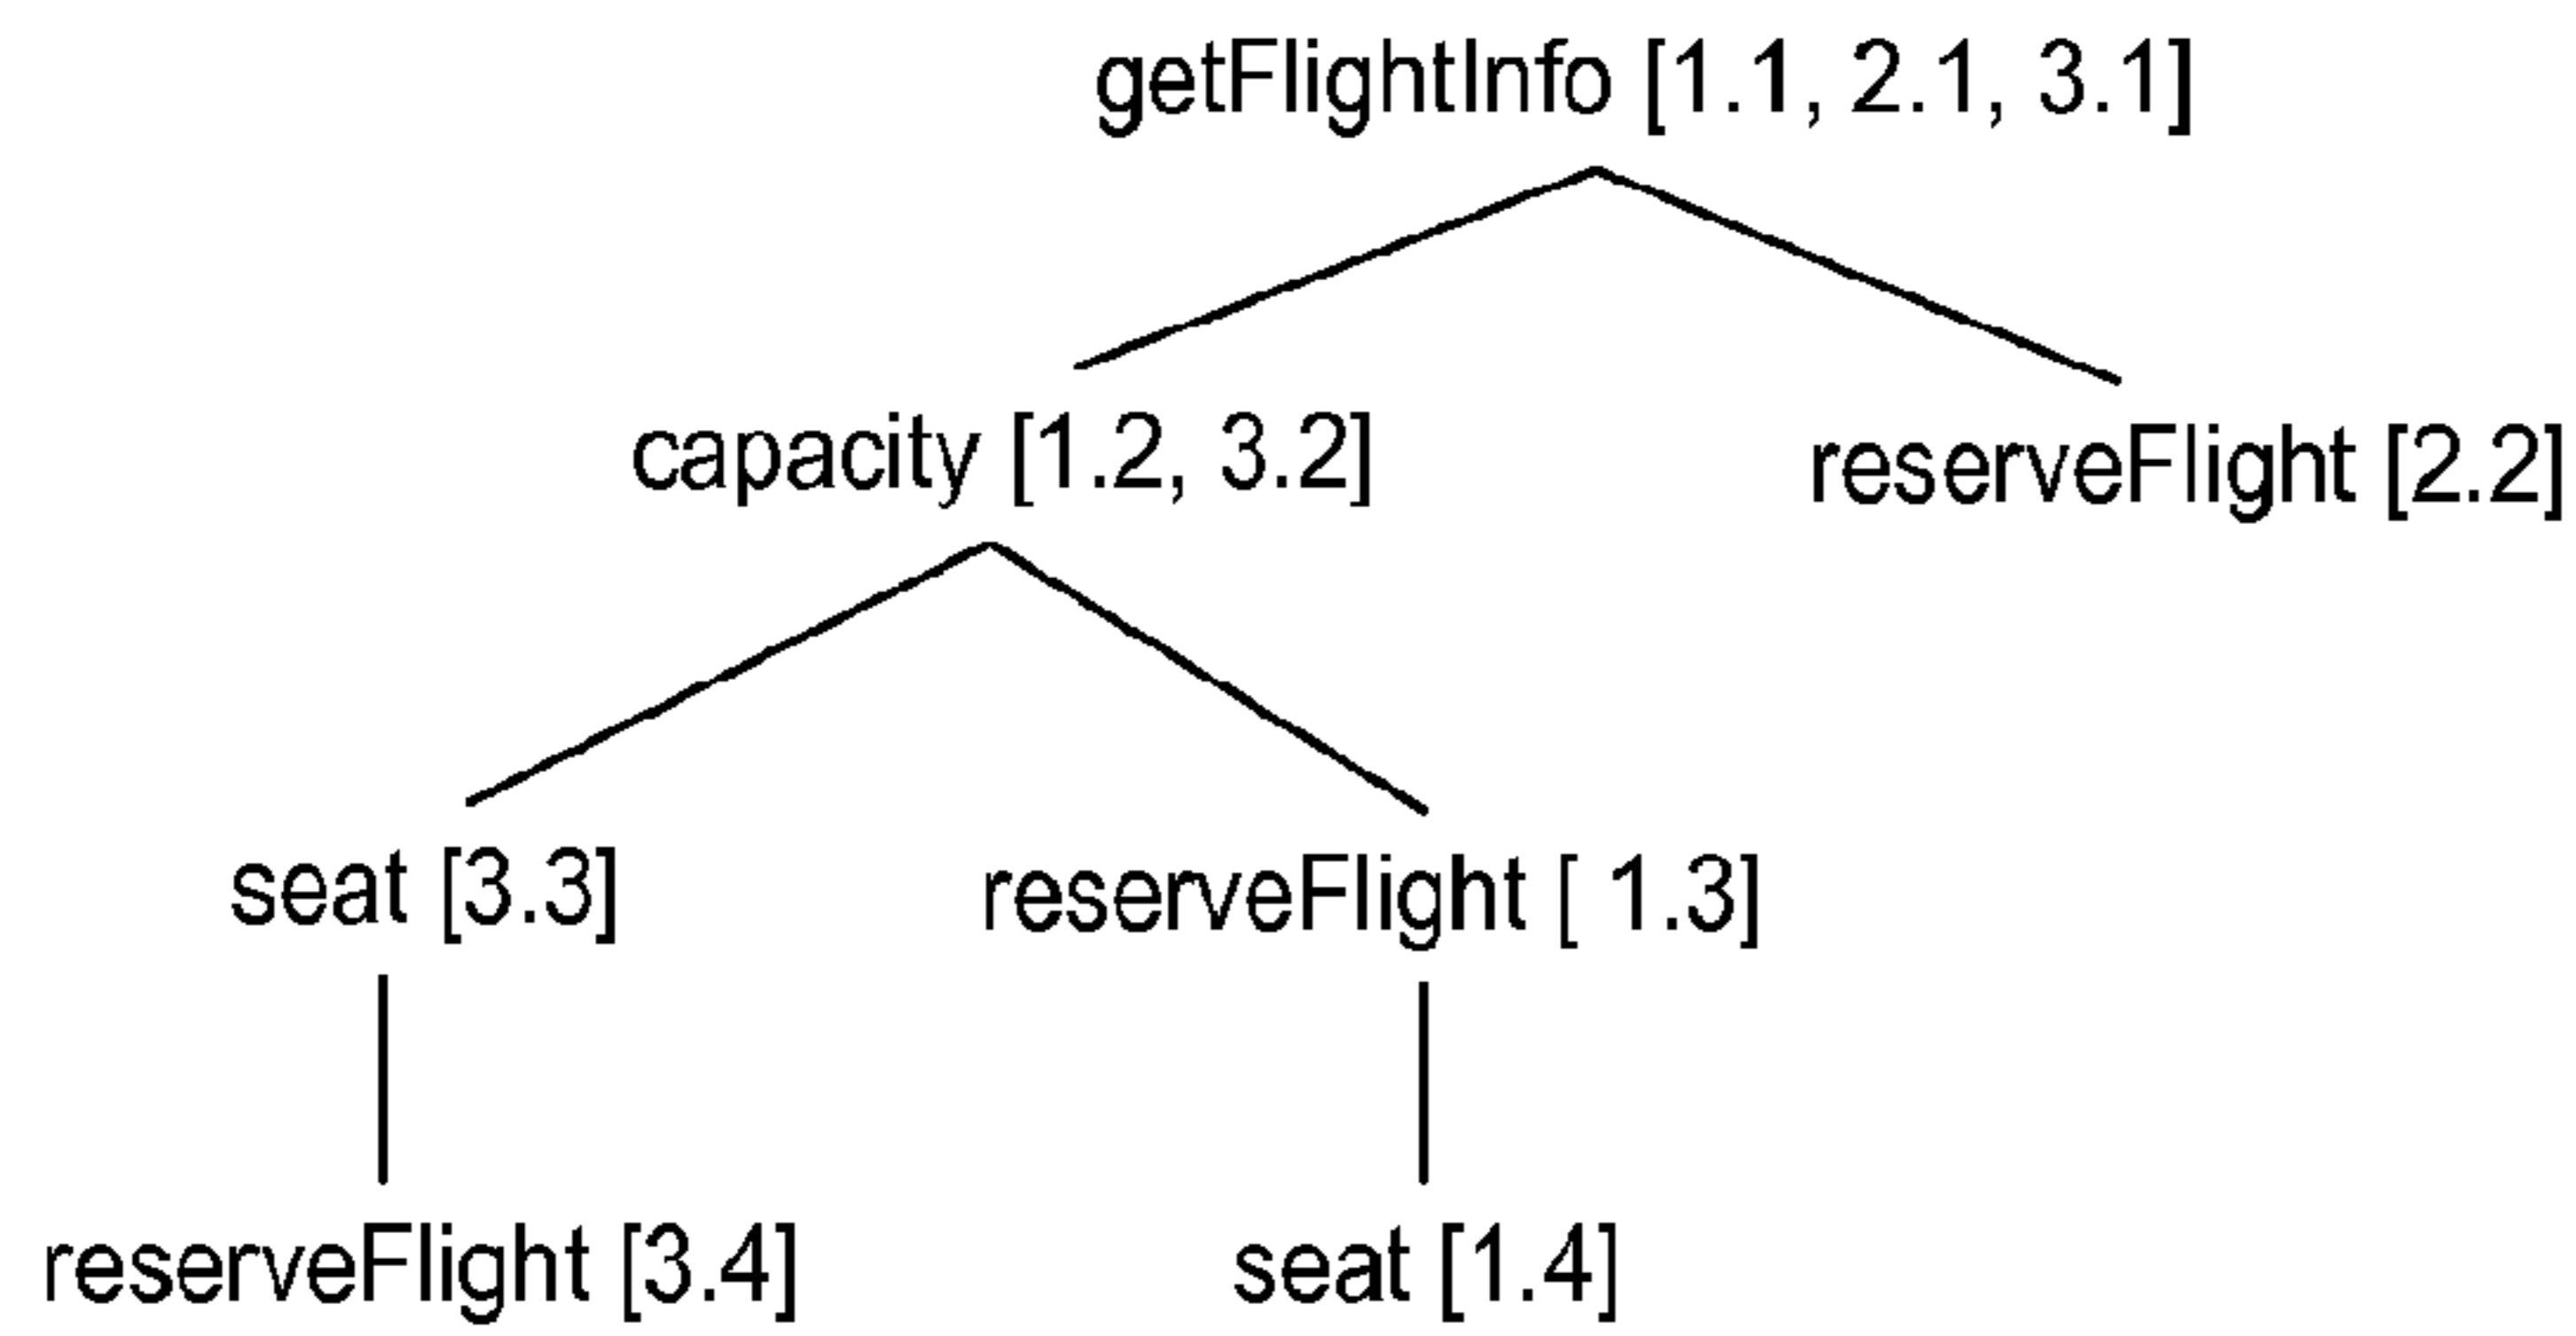 getFlightInfo [1.1, 2.1, 3.1]
capacity [1.2, 3.2]
reserveFlight [2.2]
seat [3.3]
reserveFlight [ 1.3]
reserveFlight [3.4]
seat [1.4]